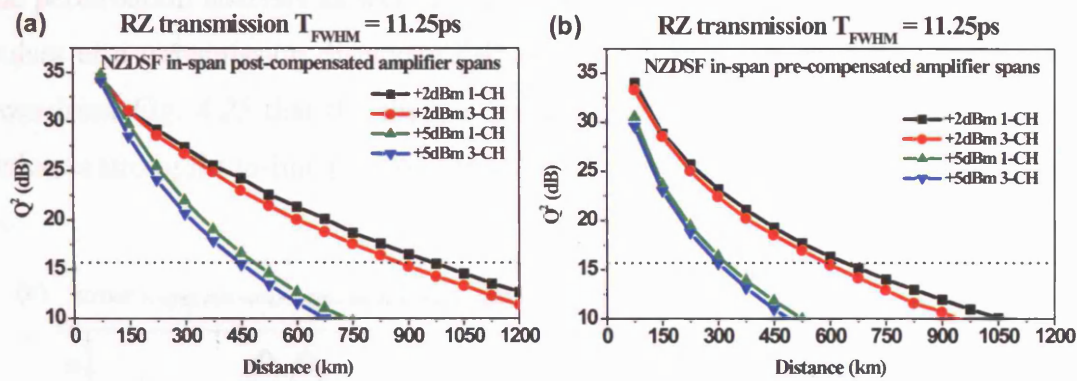 (a) RZ transmission T_FWHM = 11.25ps
NZDSF in-span post-compensated amplifier spans
+2dBm 1-CH
+2dBm 3-CH
+5dBm 1-CH
+5dBm 3-CH
Q² (dB)
35
30
25
20
15
10
0 150 300 450 600 750 900 1050 1200
Distance (km)
(b) RZ transmission T_FWHM = 11.25ps
NZDSF in-span pre-compensated amplifier spans
+2dBm 1-CH
+2dBm 3-CH
+5dBm 1-CH
+5dBm 3-CH
Q² (dB)
35
30
25
20
15
10
0 150 300 450 600 750 900 1050 1200
Distance (km)